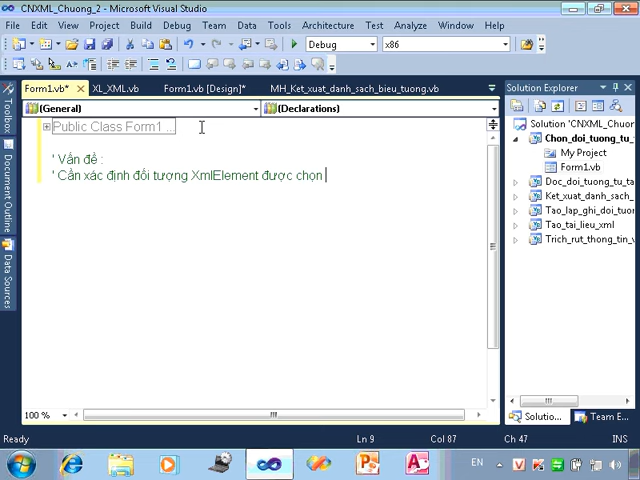 CNXML_Chuong_2 - Microsoft Visual Studio
File Edit View Project Build Debug Team Data Tools Architecture Test Analyze Window Help
Debug x86
Form1.vb* XL_XML.vb Form1.vb [Design]* MH_Ket_xuat_danh_sach_bieu_tuong.vb
(General) (Declarations)
Public Class Form1 ...
' Vấn đề :
' Cần xác định đối tượng XmlElement được chọn
Toolbox
Document Outline
Data Sources
Solution Explorer
Solution 'CNXML_Chu
Chon_doi_tuong_tu
My Project
Form1.vb
Doc_doi_tuong_tu_ta
Ket_xuat_danh_sach_
Tao_lap_ghi_doi_tuong
Tao_tai_lieu_xml
Trich_rut_thong_tin_v
100 %
Solutio... Team E...
Ready Ln 9 Col 87 Ch 47 INS
EN